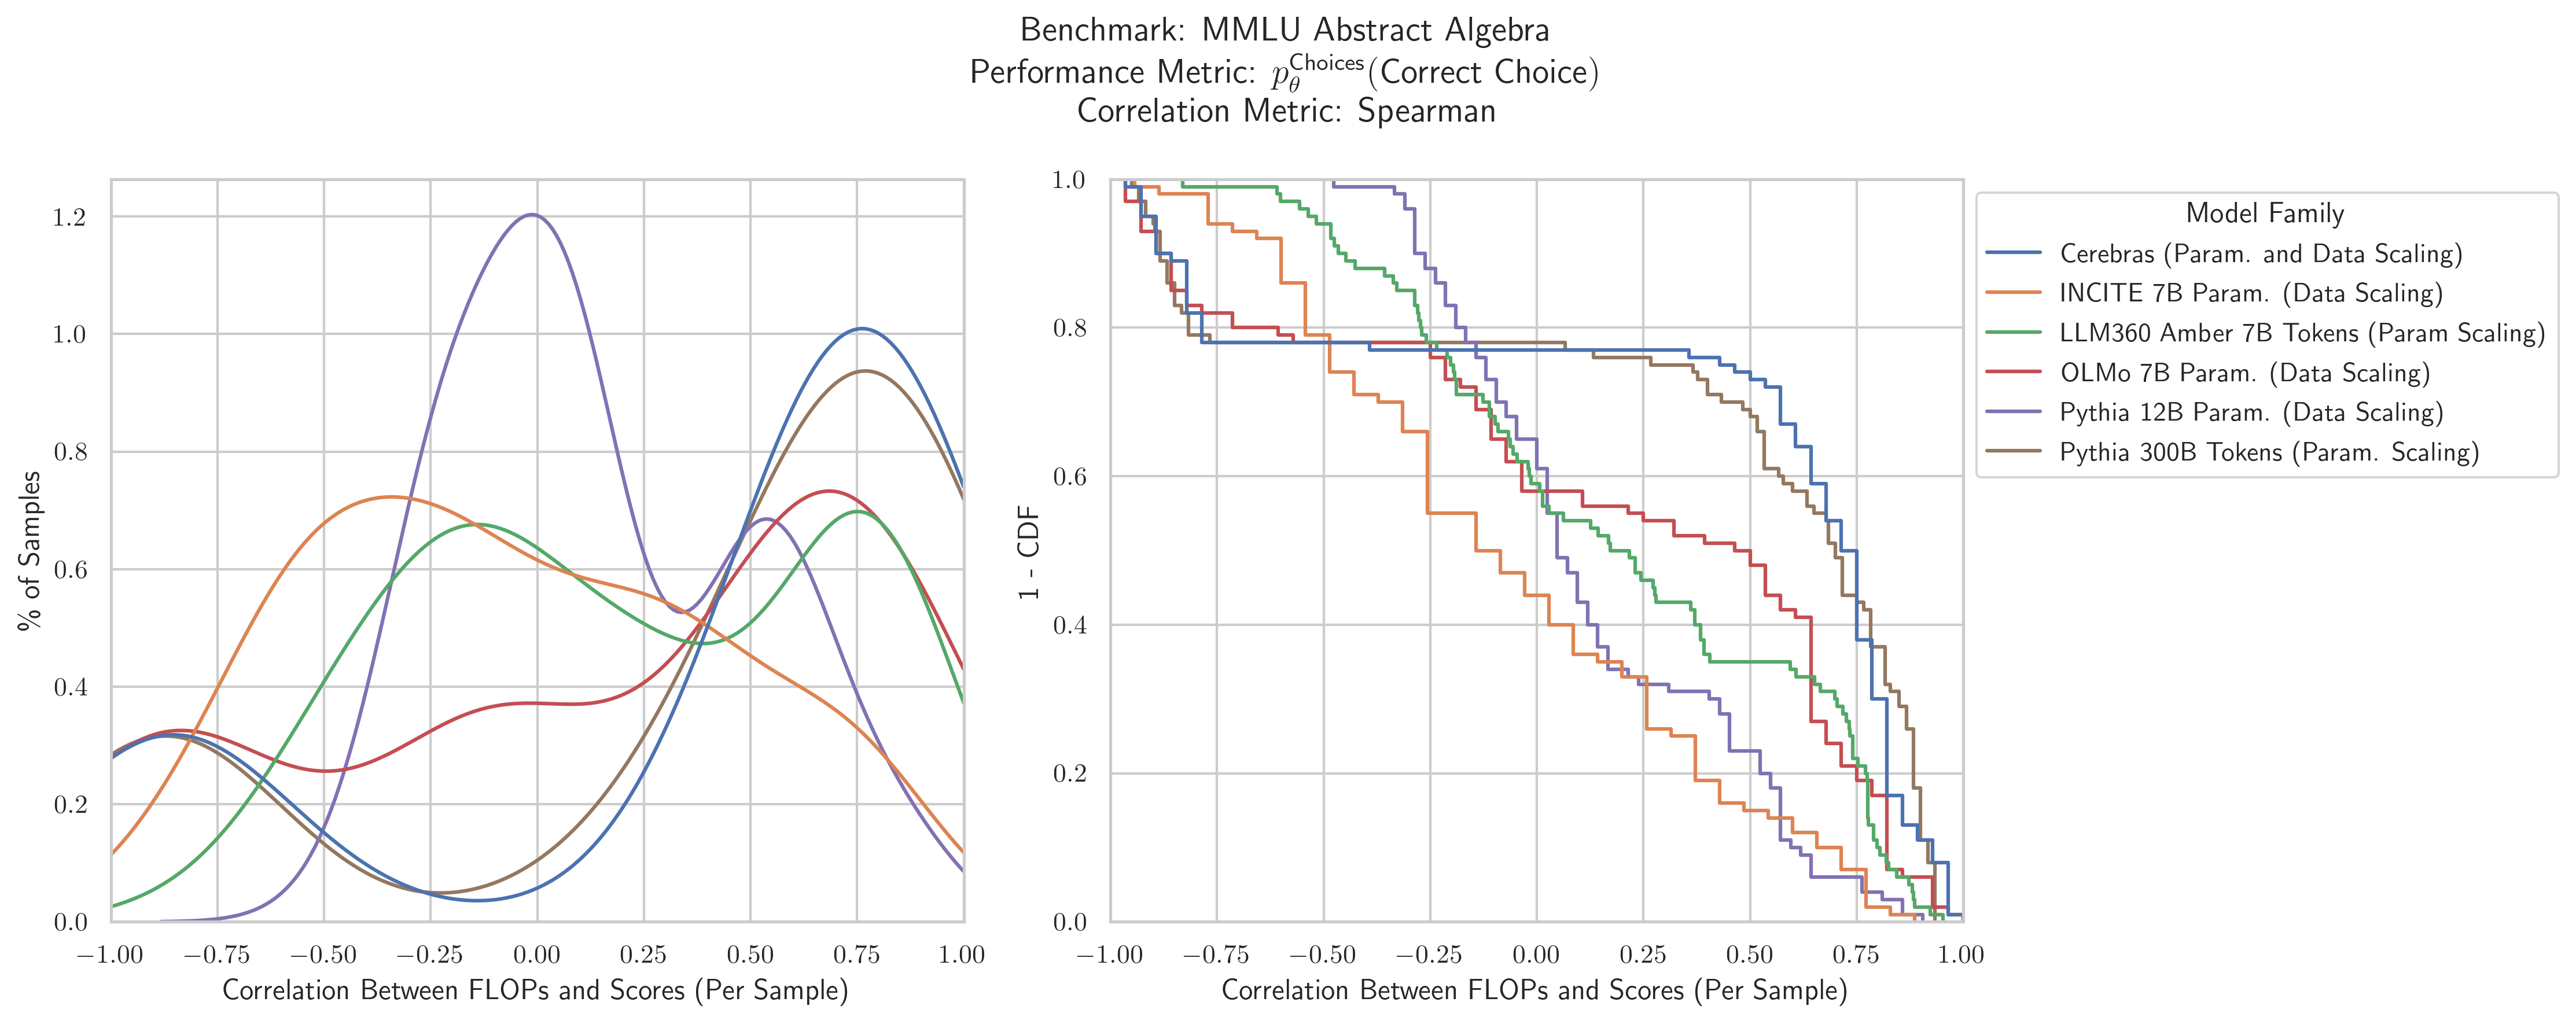 Benchmark: MMLU Abstract Algebra
Performance Metric: $p_\theta^{\text{Choices}}$(Correct Choice)
Correlation Metric: Spearman
% of Samples
1.2
1.0
0.8
0.6
0.4
0.2
0.0
−1.00 −0.75 −0.50 −0.25 0.00 0.25 0.50 0.75 1.00
Correlation Between FLOPs and Scores (Per Sample)
1 - CDF
1.0
0.8
0.6
0.4
0.2
0.0
−1.00 −0.75 −0.50 −0.25 0.00 0.25 0.50 0.75 1.00
Correlation Between FLOPs and Scores (Per Sample)
Model Family
Cerebras (Param. and Data Scaling)
INCITE 7B Param. (Data Scaling)
LLM360 Amber 7B Tokens (Param Scaling)
OLMo 7B Param. (Data Scaling)
Pythia 12B Param. (Data Scaling)
Pythia 300B Tokens (Param. Scaling)